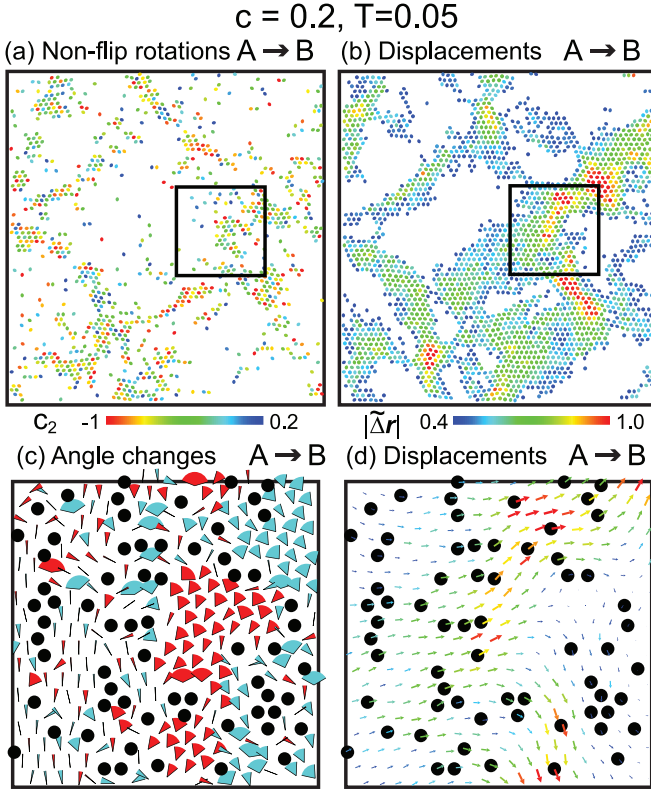 c = 0.2, T=0.05
(a) Non-flip rotations A → B
(b) Displacements A → B
c₂ -1 0.2
|Δ̃r| 0.4 1.0
(c) Angle changes A → B
(d) Displacements A → B